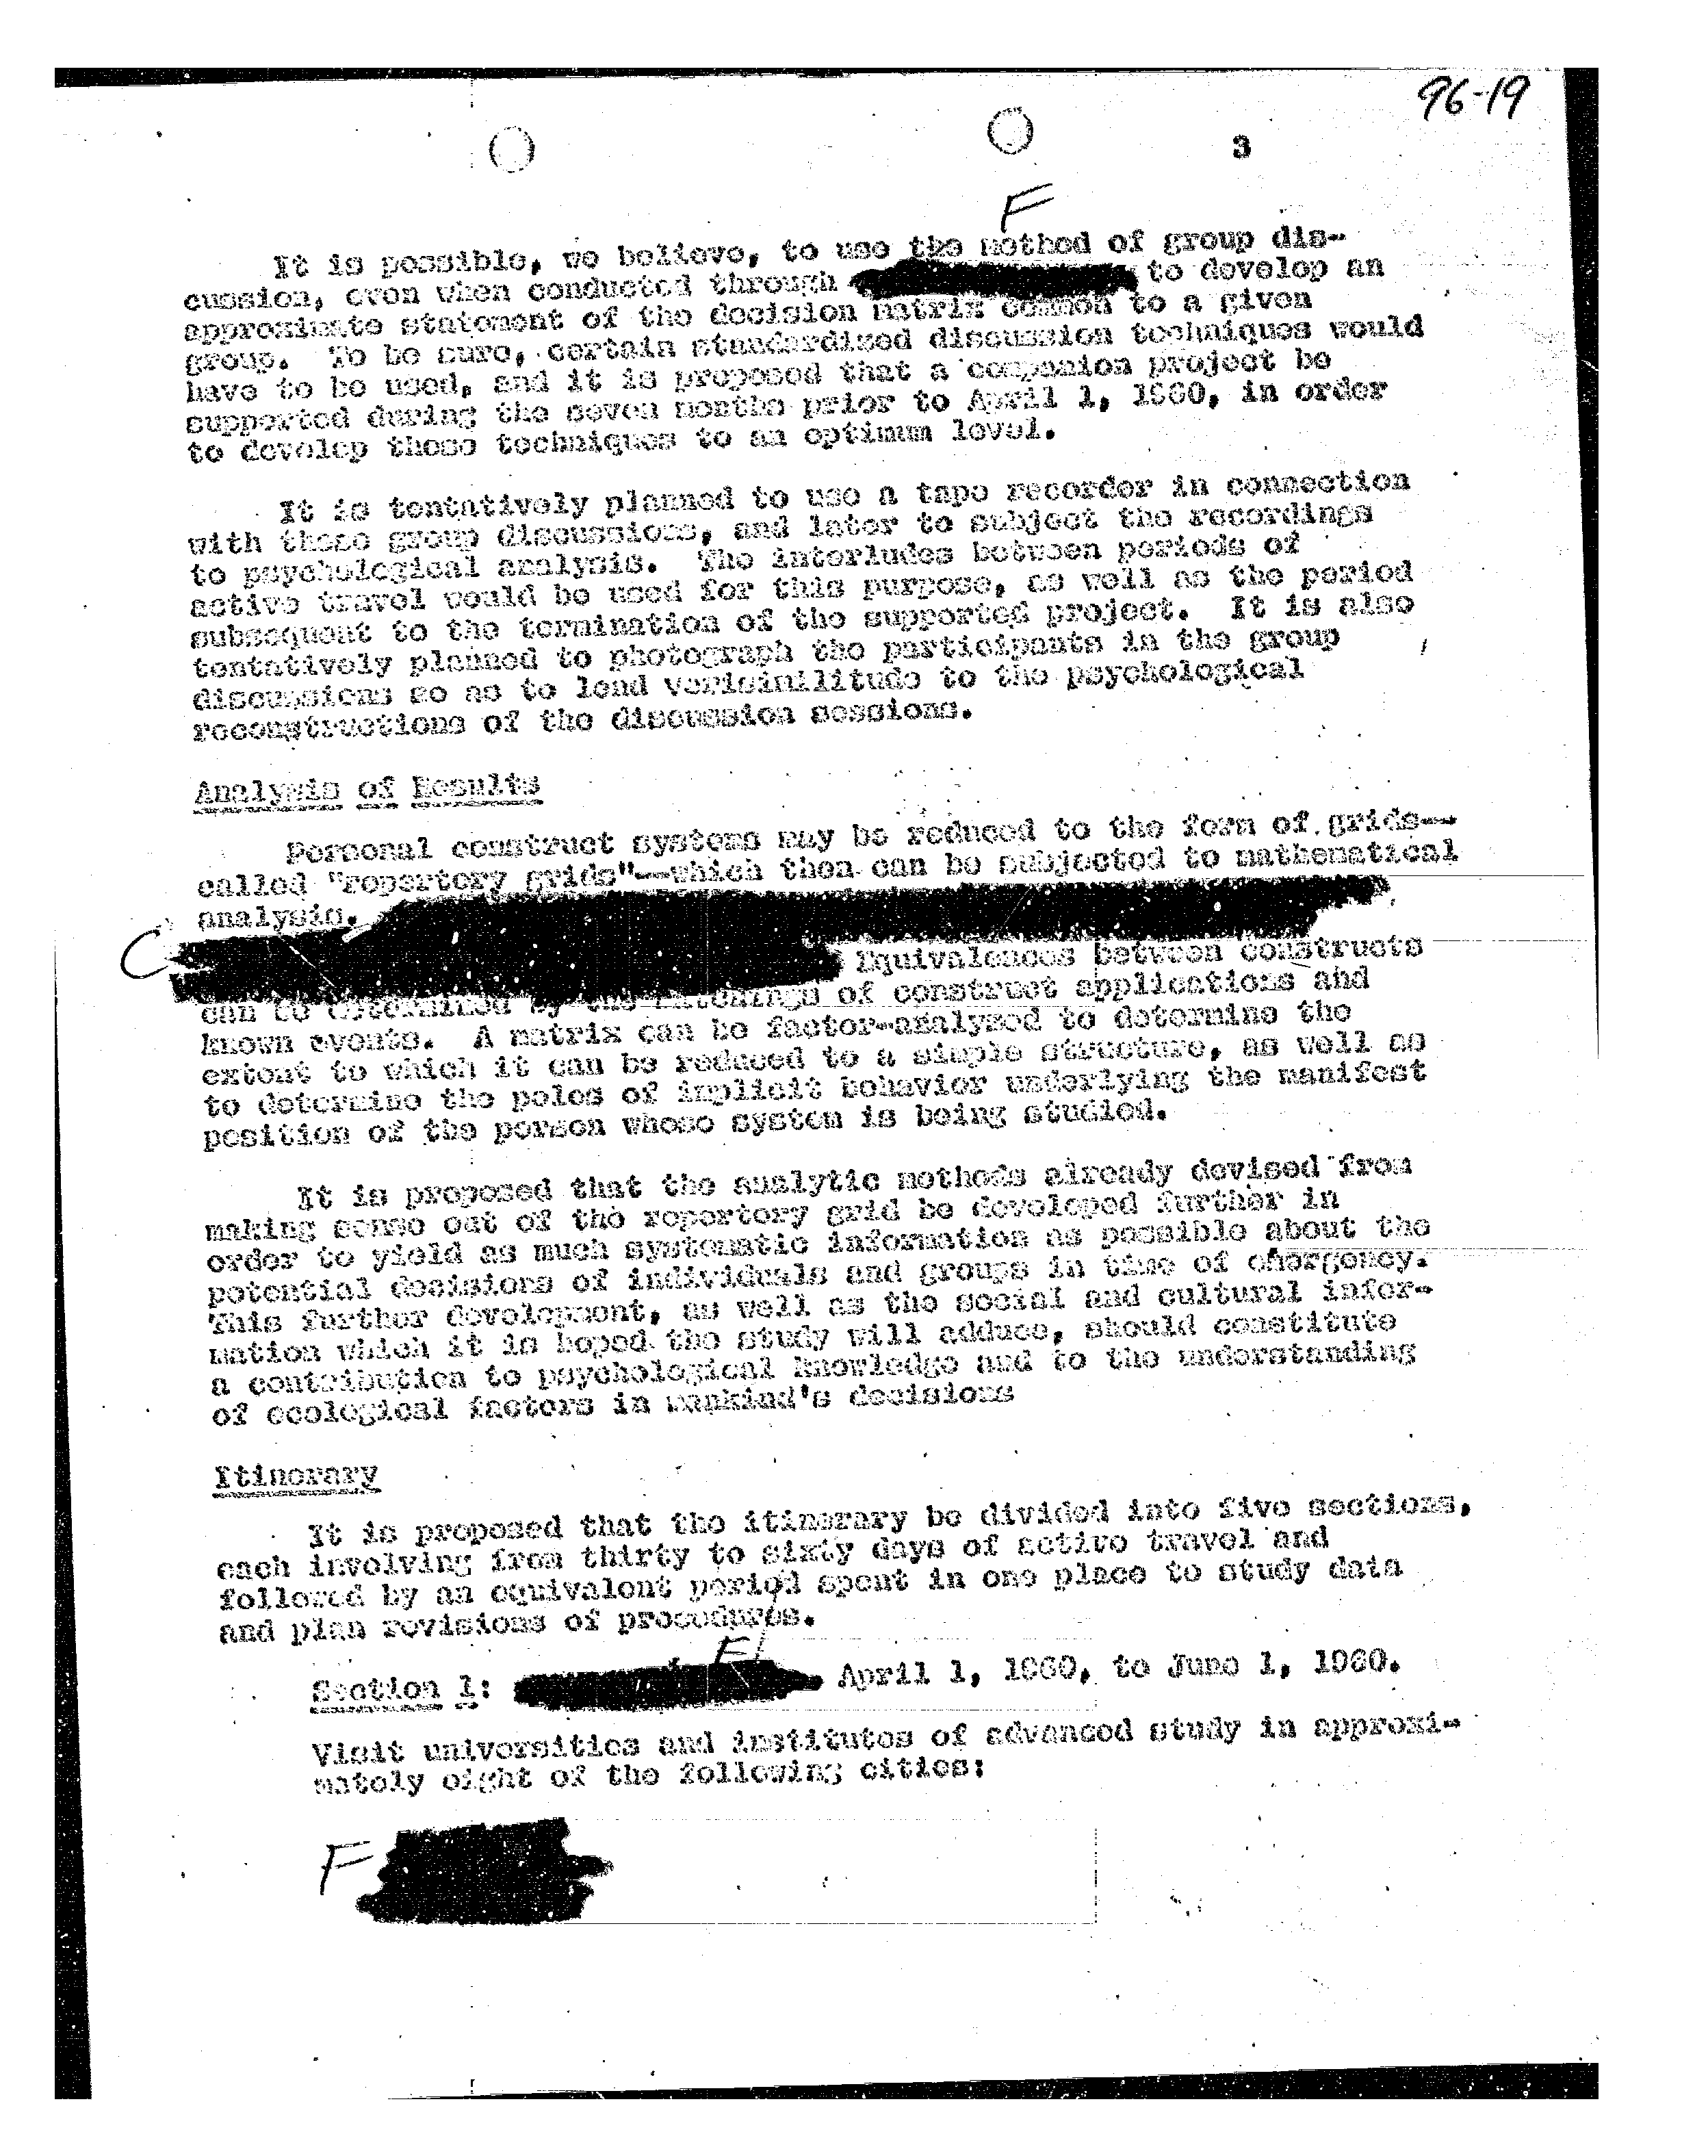 96-19
3
F
It is possible, we believe, to use the method of group dis-
cussion, even when conducted through to develop an
approximate statement of the decision matrix common to a given
group. To be sure, certain standardized discussion techniques would
have to be used, and it is proposed that a companion project be
supported during the seven months prior to April 1, 1960, in order
to develop these techniques to an optimum level.
It is tentatively planned to use a tape recorder in connection
with these group discussions, and later to subject the recordings
to psychological analysis. The interludes between periods of
active travel would be used for this purpose, as well as the period
subsequent to the termination of the supported project. It is also
tentatively planned to photograph the participants in the group
discussions so as to lend verisimilitude to the psychological
reconstructions of the discussion sessions.
Analysis of Results
Personal construct systems may be reduced to the form of grids--
called "repertory grids"--which then can be subjected to mathematical
analysis.
C Equivalences between constructs
can be determined by the matchings of construct applications and
known events. A matrix can be factor-analyzed to determine the
extent to which it can be reduced to a simple structure, as well as
to determine the poles of implicit behavior underlying the manifest
position of the person whose system is being studied.
It is proposed that the analytic methods already devised from
making sense out of the repertory grid be developed further in
order to yield as much systematic information as possible about the
potential decisions of individuals and groups in time of emergency.
This further development, as well as the social and cultural infor-
mation which it is hoped the study will adduce, should constitute
a contribution to psychological knowledge and to the understanding
of ecological factors in mankind's decisions
Itinerary
It is proposed that the itinerary be divided into five sections,
each involving from thirty to sixty days of active travel and
followed by an equivalent period spent in one place to study data
and plan revisions of procedures.
F
Section 1: April 1, 1960, to June 1, 1960.
Visit universities and institutes of advanced study in approxi-
mately eight of the following cities:
F